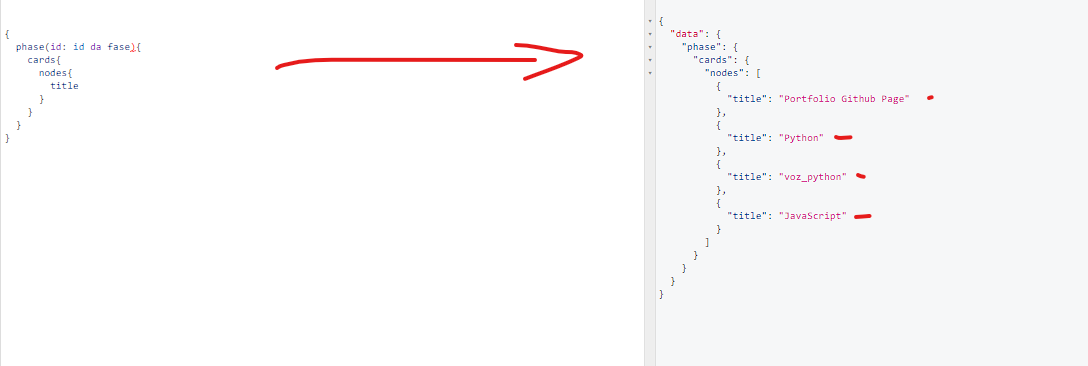 {
phase(id: id da fase){
cards{
nodes{
title
}
}
}
}
{
"data": {
"phase": {
"cards": {
"nodes": [
{
"title": "Portfolio Github Page"
},
{
"title": "Python"
},
{
"title": "voz_python"
},
{
"title": "JavaScript"
}
]
}
}
}
}